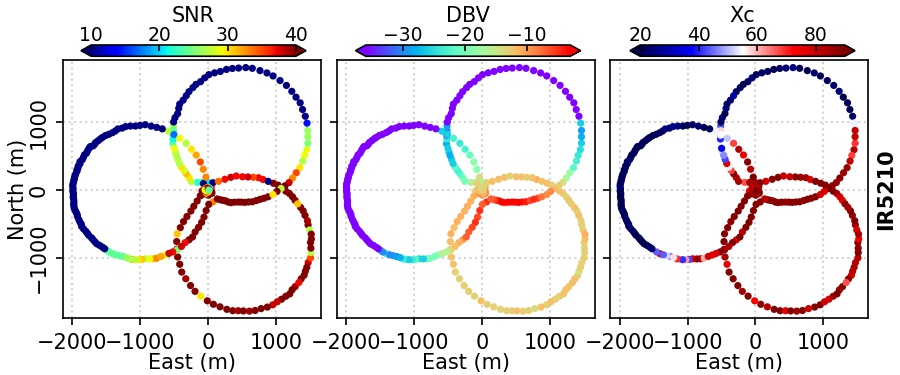 SNR DBV Xc
10 20 30 40 −30 −20 −10 20 40 60 80
North (m)
1000
0
−1000
IR5210
−2000 −1000 0 1000 −2000 −1000 0 1000 −2000 −1000 0 1000
East (m) East (m) East (m)